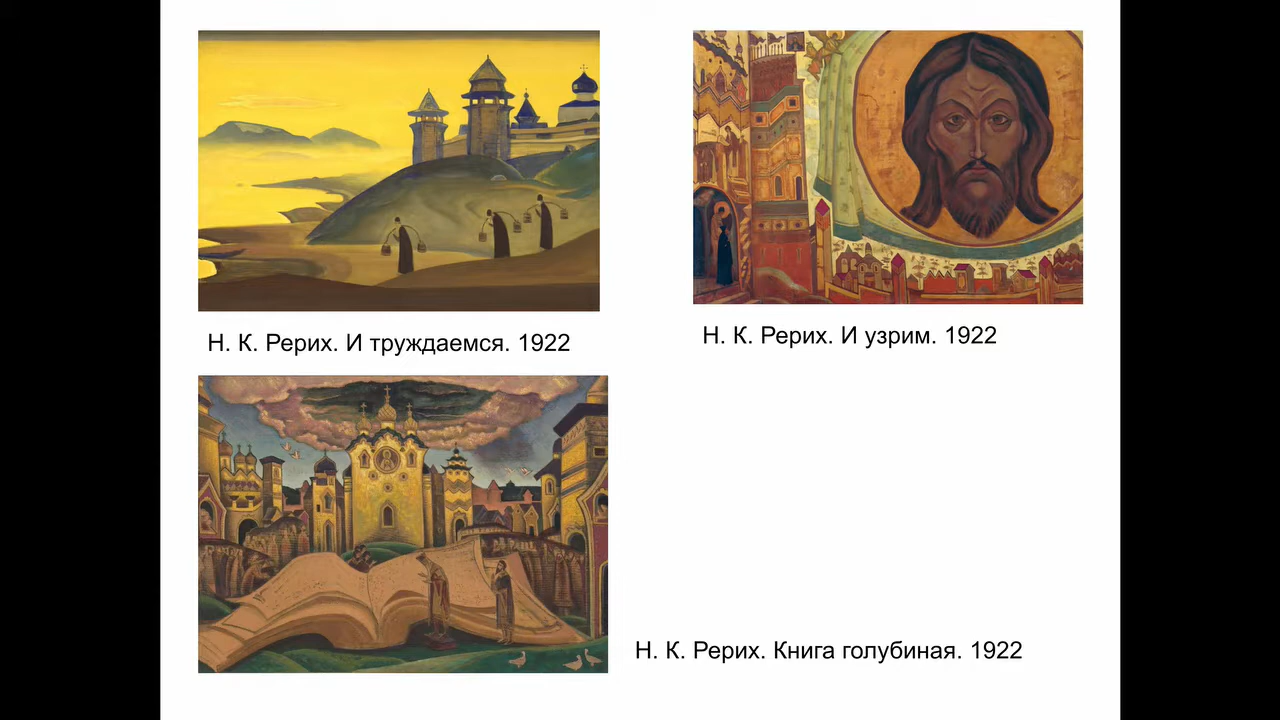 Н. К. Рерих. И труждаемся. 1922
Н. К. Рерих. И узрим. 1922
Н. К. Рерих. Книга голубиная. 1922